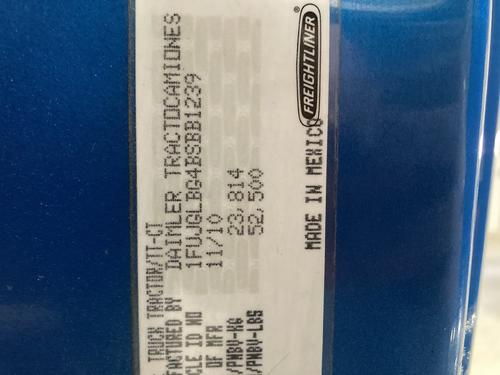 TRUCK TRACTOR/TT-CT
FACTURED BY DAIMLER TRACTOCAMIONES
CLE ID NO 1FUJGLBG4BSBB1239
OF MFR 11/10
/PNBV-KG 23,814
/PNBV-LBS 52,500
MADE IN MEXICO
FREIGHTLINER®